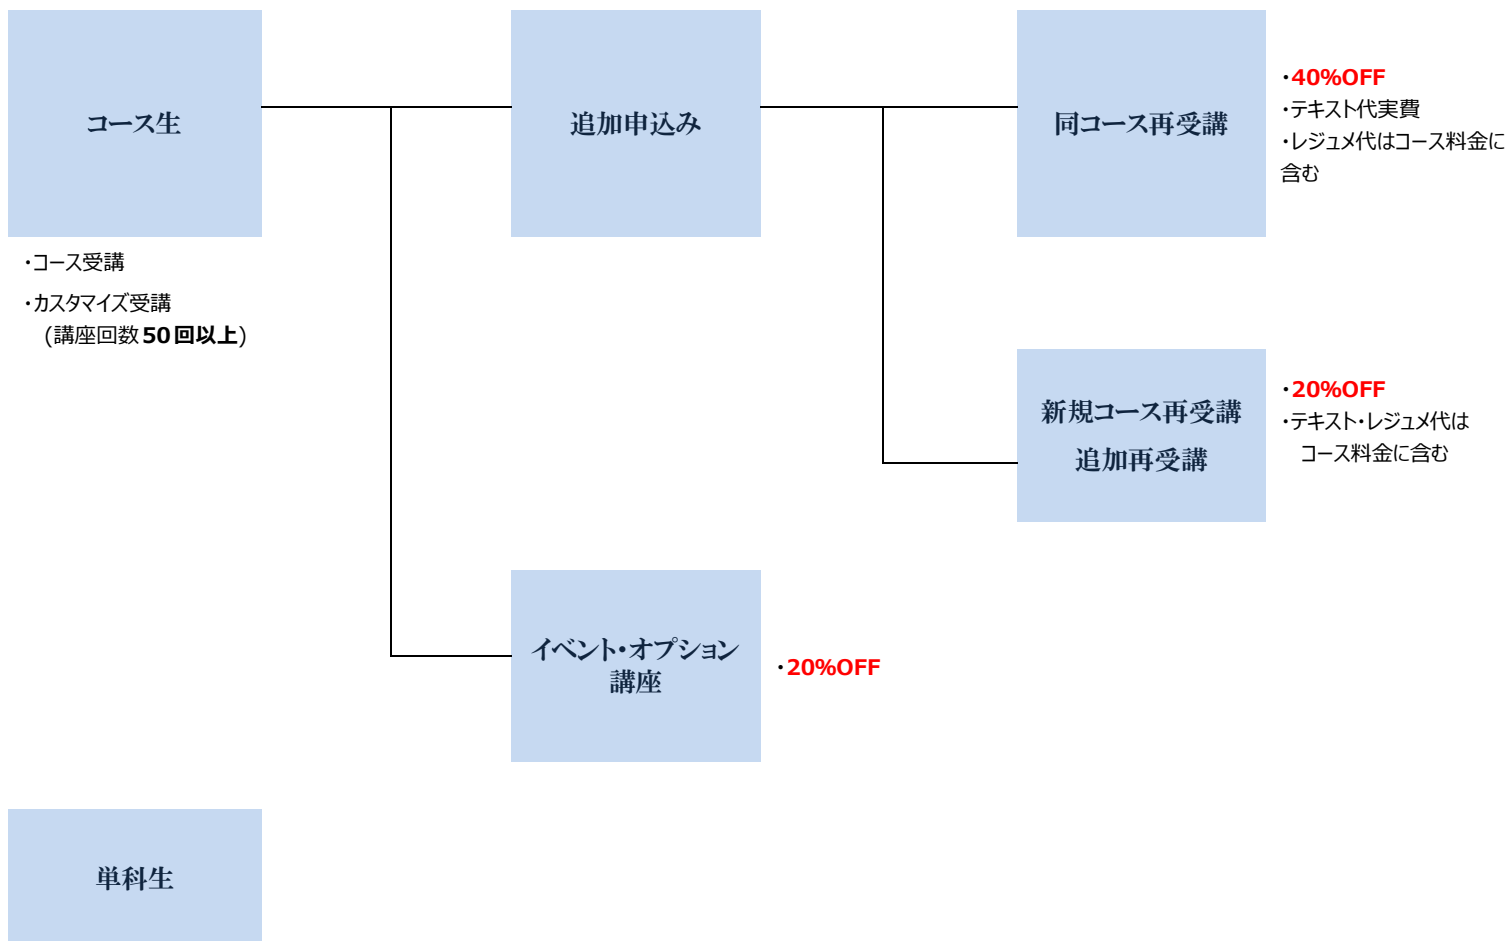 コース生
・コース受講
・カスタマイズ受講
(講座回数50回以上)
追加申込み
同コース再受講
・40%OFF
・テキスト代実費
・レジュメ代はコース料金に
含む
新規コース再受講
追加再受講
・20%OFF
・テキスト・レジュメ代は
コース料金に含む
イベント・オプション
講座
・20%OFF
単科生